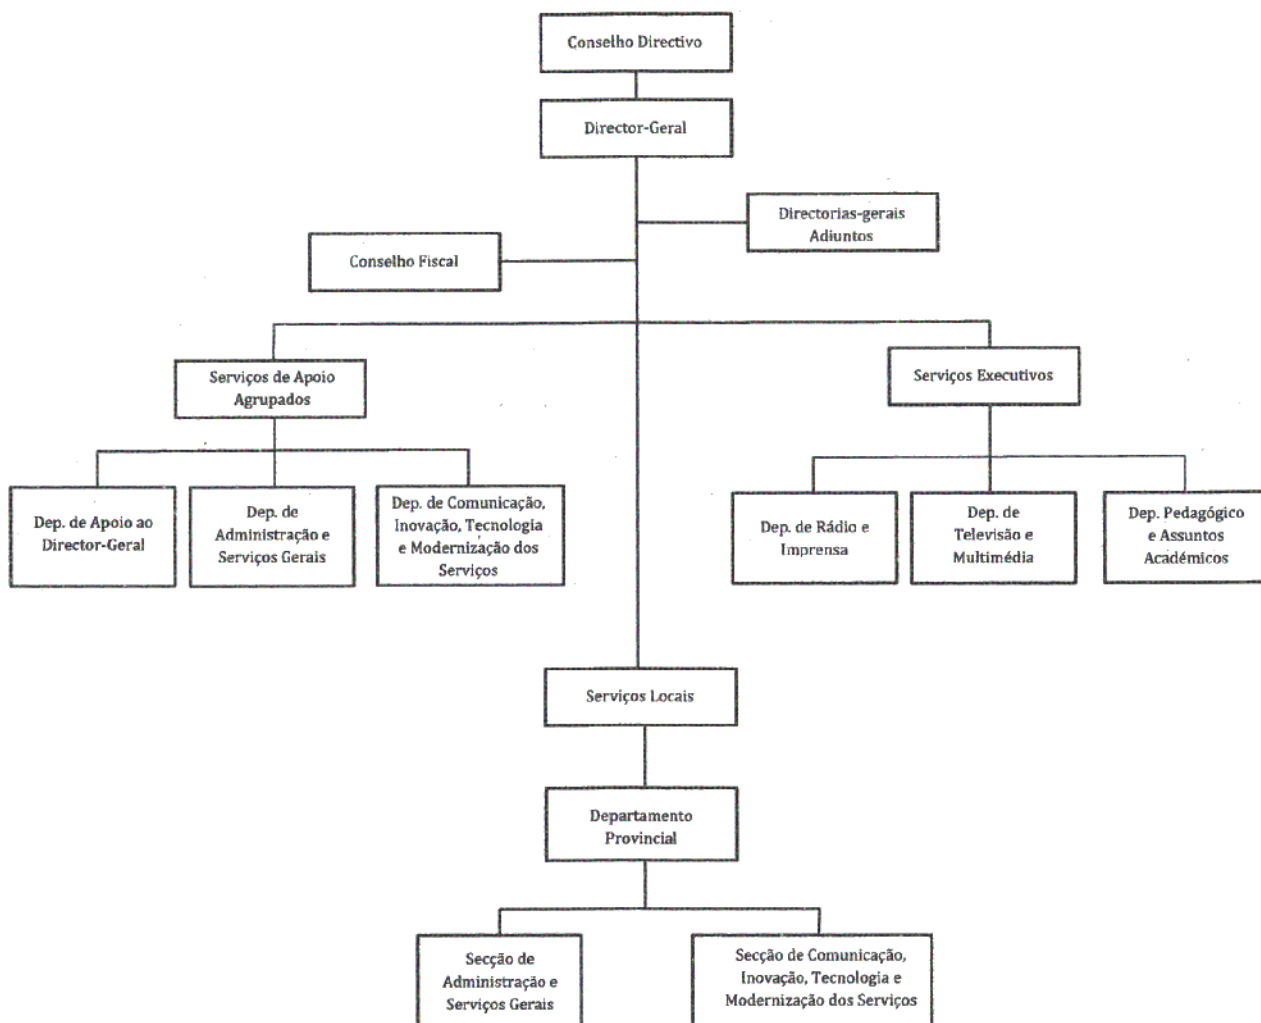 Conselho Directivo
Director-Geral
Directorias-gerais
Adiuntos
Conselho Fiscal
Serviços de Apoio
Agrupados
Serviços Executivos
Dep. de Apoio ao
Director-Geral
Dep. de
Administração e
Serviços Gerais
Dep. de Comunicação,
Inovação, Tecnologia
e Modernização dos
Serviços
Dep. de Rádio e
Imprensa
Dep. de
Televisão e
Multimédia
Dep. Pedagógico
e Assuntos
Académicos
Serviços Locais
Departamento
Provincial
Secção de
Administração e
Serviços Gerais
Secção de Comunicação,
Inovação, Tecnologia e
Modernização dos Serviços